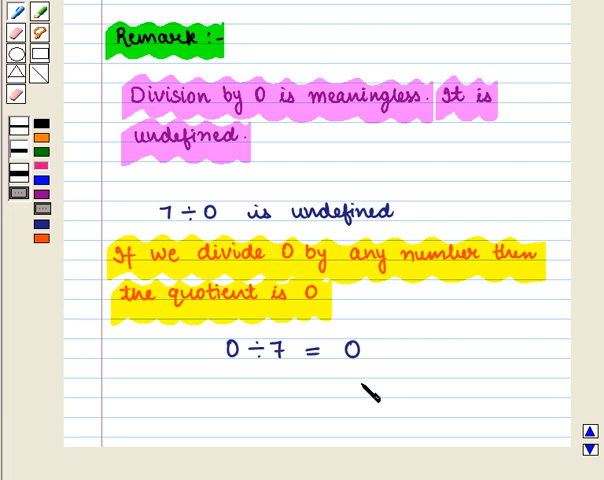 Remark :-
Division by 0 is meaningless. It is
undefined.
7 ÷ 0 is undefined
If we divide 0 by any number then
the quotient is 0
0 ÷ 7 = 0